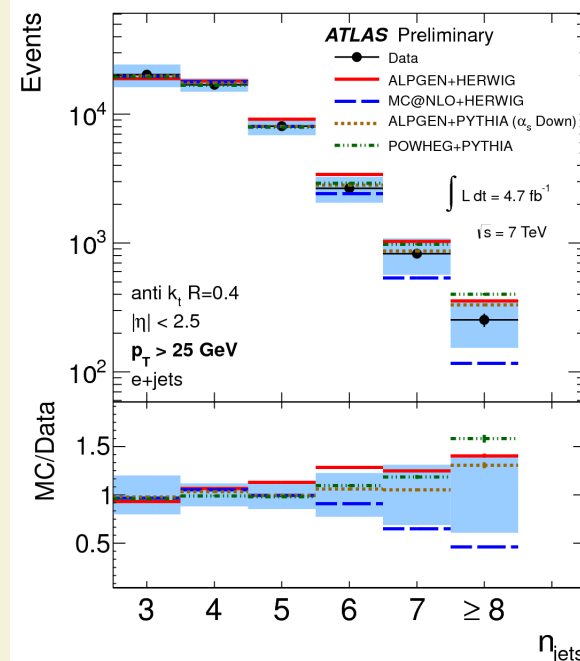 Events
10⁴
10³
10²
ATLAS Preliminary
Data
ALPGEN+HERWIG
MC@NLO+HERWIG
ALPGEN+PYTHIA (αₛ Down)
POWHEG+PYTHIA
∫ L dt = 4.7 fb⁻¹
√s = 7 TeV
anti kₜ R=0.4
|η| < 2.5
p_T > 25 GeV
e+jets
MC/Data
1.5
1
0.5
3 4 5 6 7 ≥ 8
n_jets